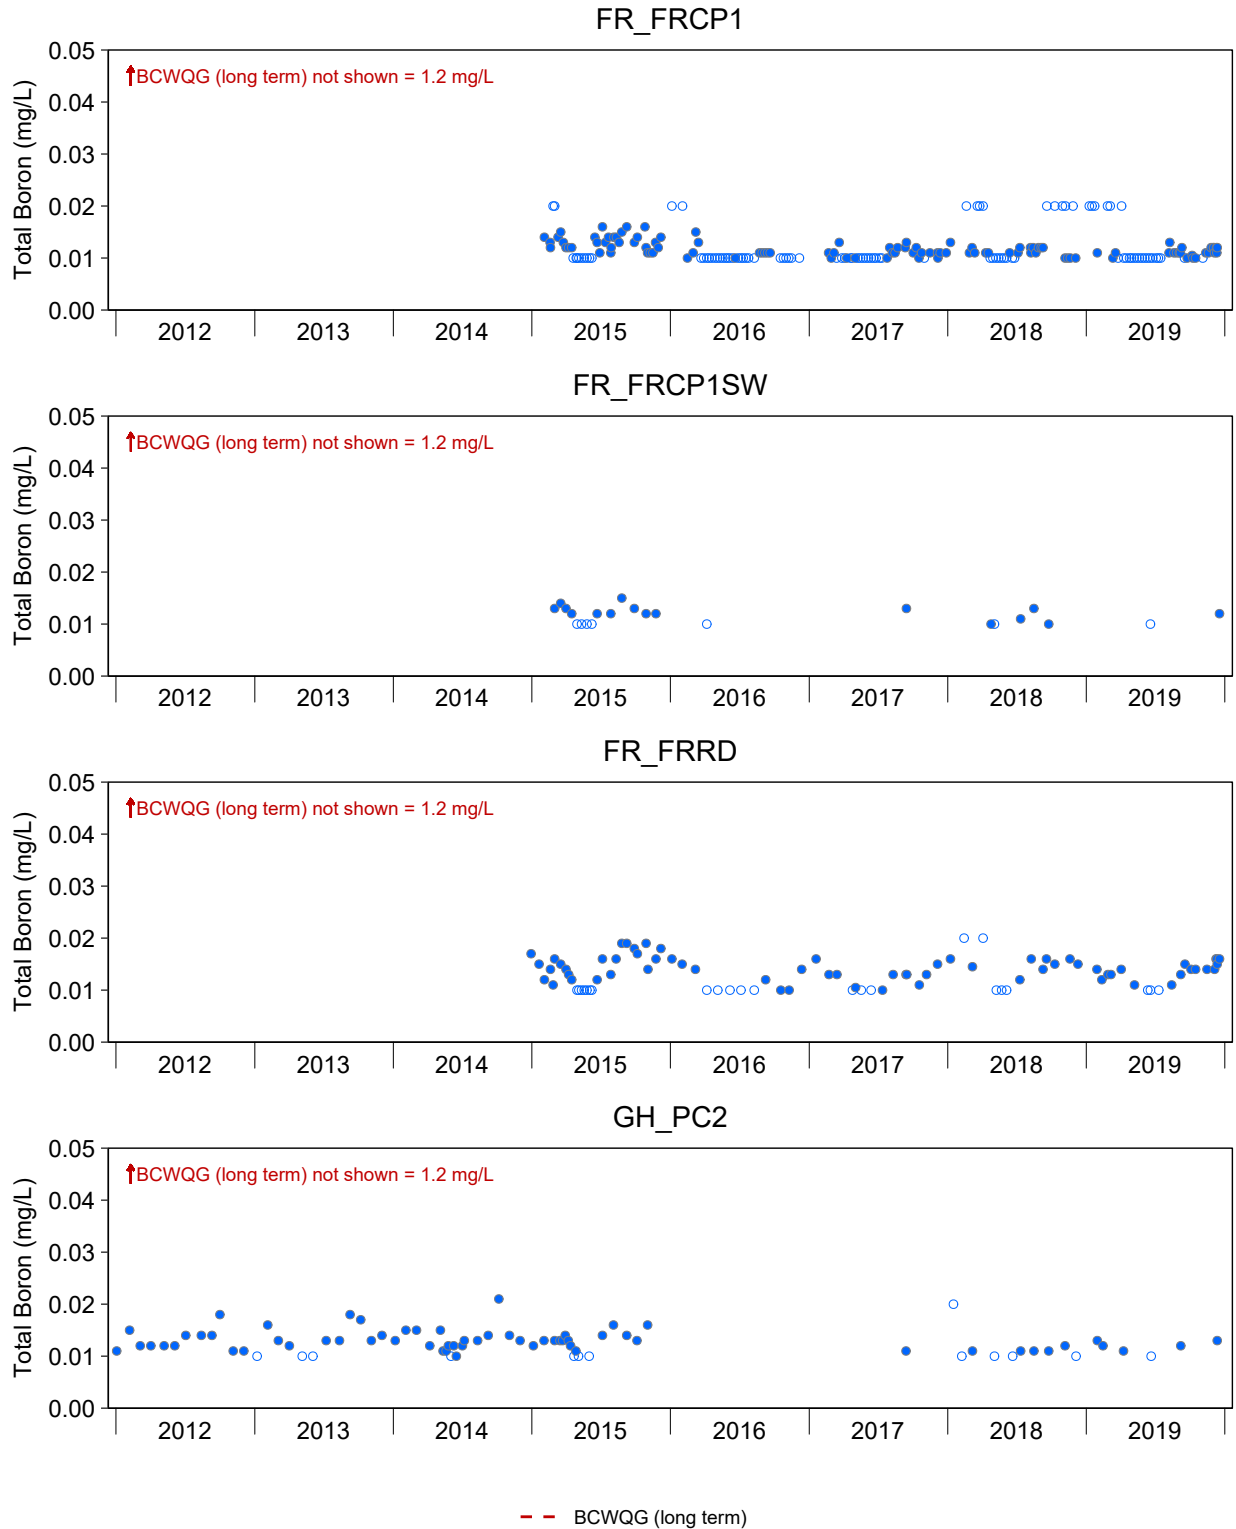 FR_FRCP1
Total Boron (mg/L)
0.05
0.04
0.03
0.02
0.01
0.00
BCWQG (long term) not shown = 1.2 mg/L
2012 2013 2014 2015 2016 2017 2018 2019
FR_FRCP1SW
Total Boron (mg/L)
0.05
0.04
0.03
0.02
0.01
0.00
BCWQG (long term) not shown = 1.2 mg/L
2012 2013 2014 2015 2016 2017 2018 2019
FR_FRRD
Total Boron (mg/L)
0.05
0.04
0.03
0.02
0.01
0.00
BCWQG (long term) not shown = 1.2 mg/L
2012 2013 2014 2015 2016 2017 2018 2019
GH_PC2
Total Boron (mg/L)
0.05
0.04
0.03
0.02
0.01
0.00
BCWQG (long term) not shown = 1.2 mg/L
2012 2013 2014 2015 2016 2017 2018 2019
BCWQG (long term)